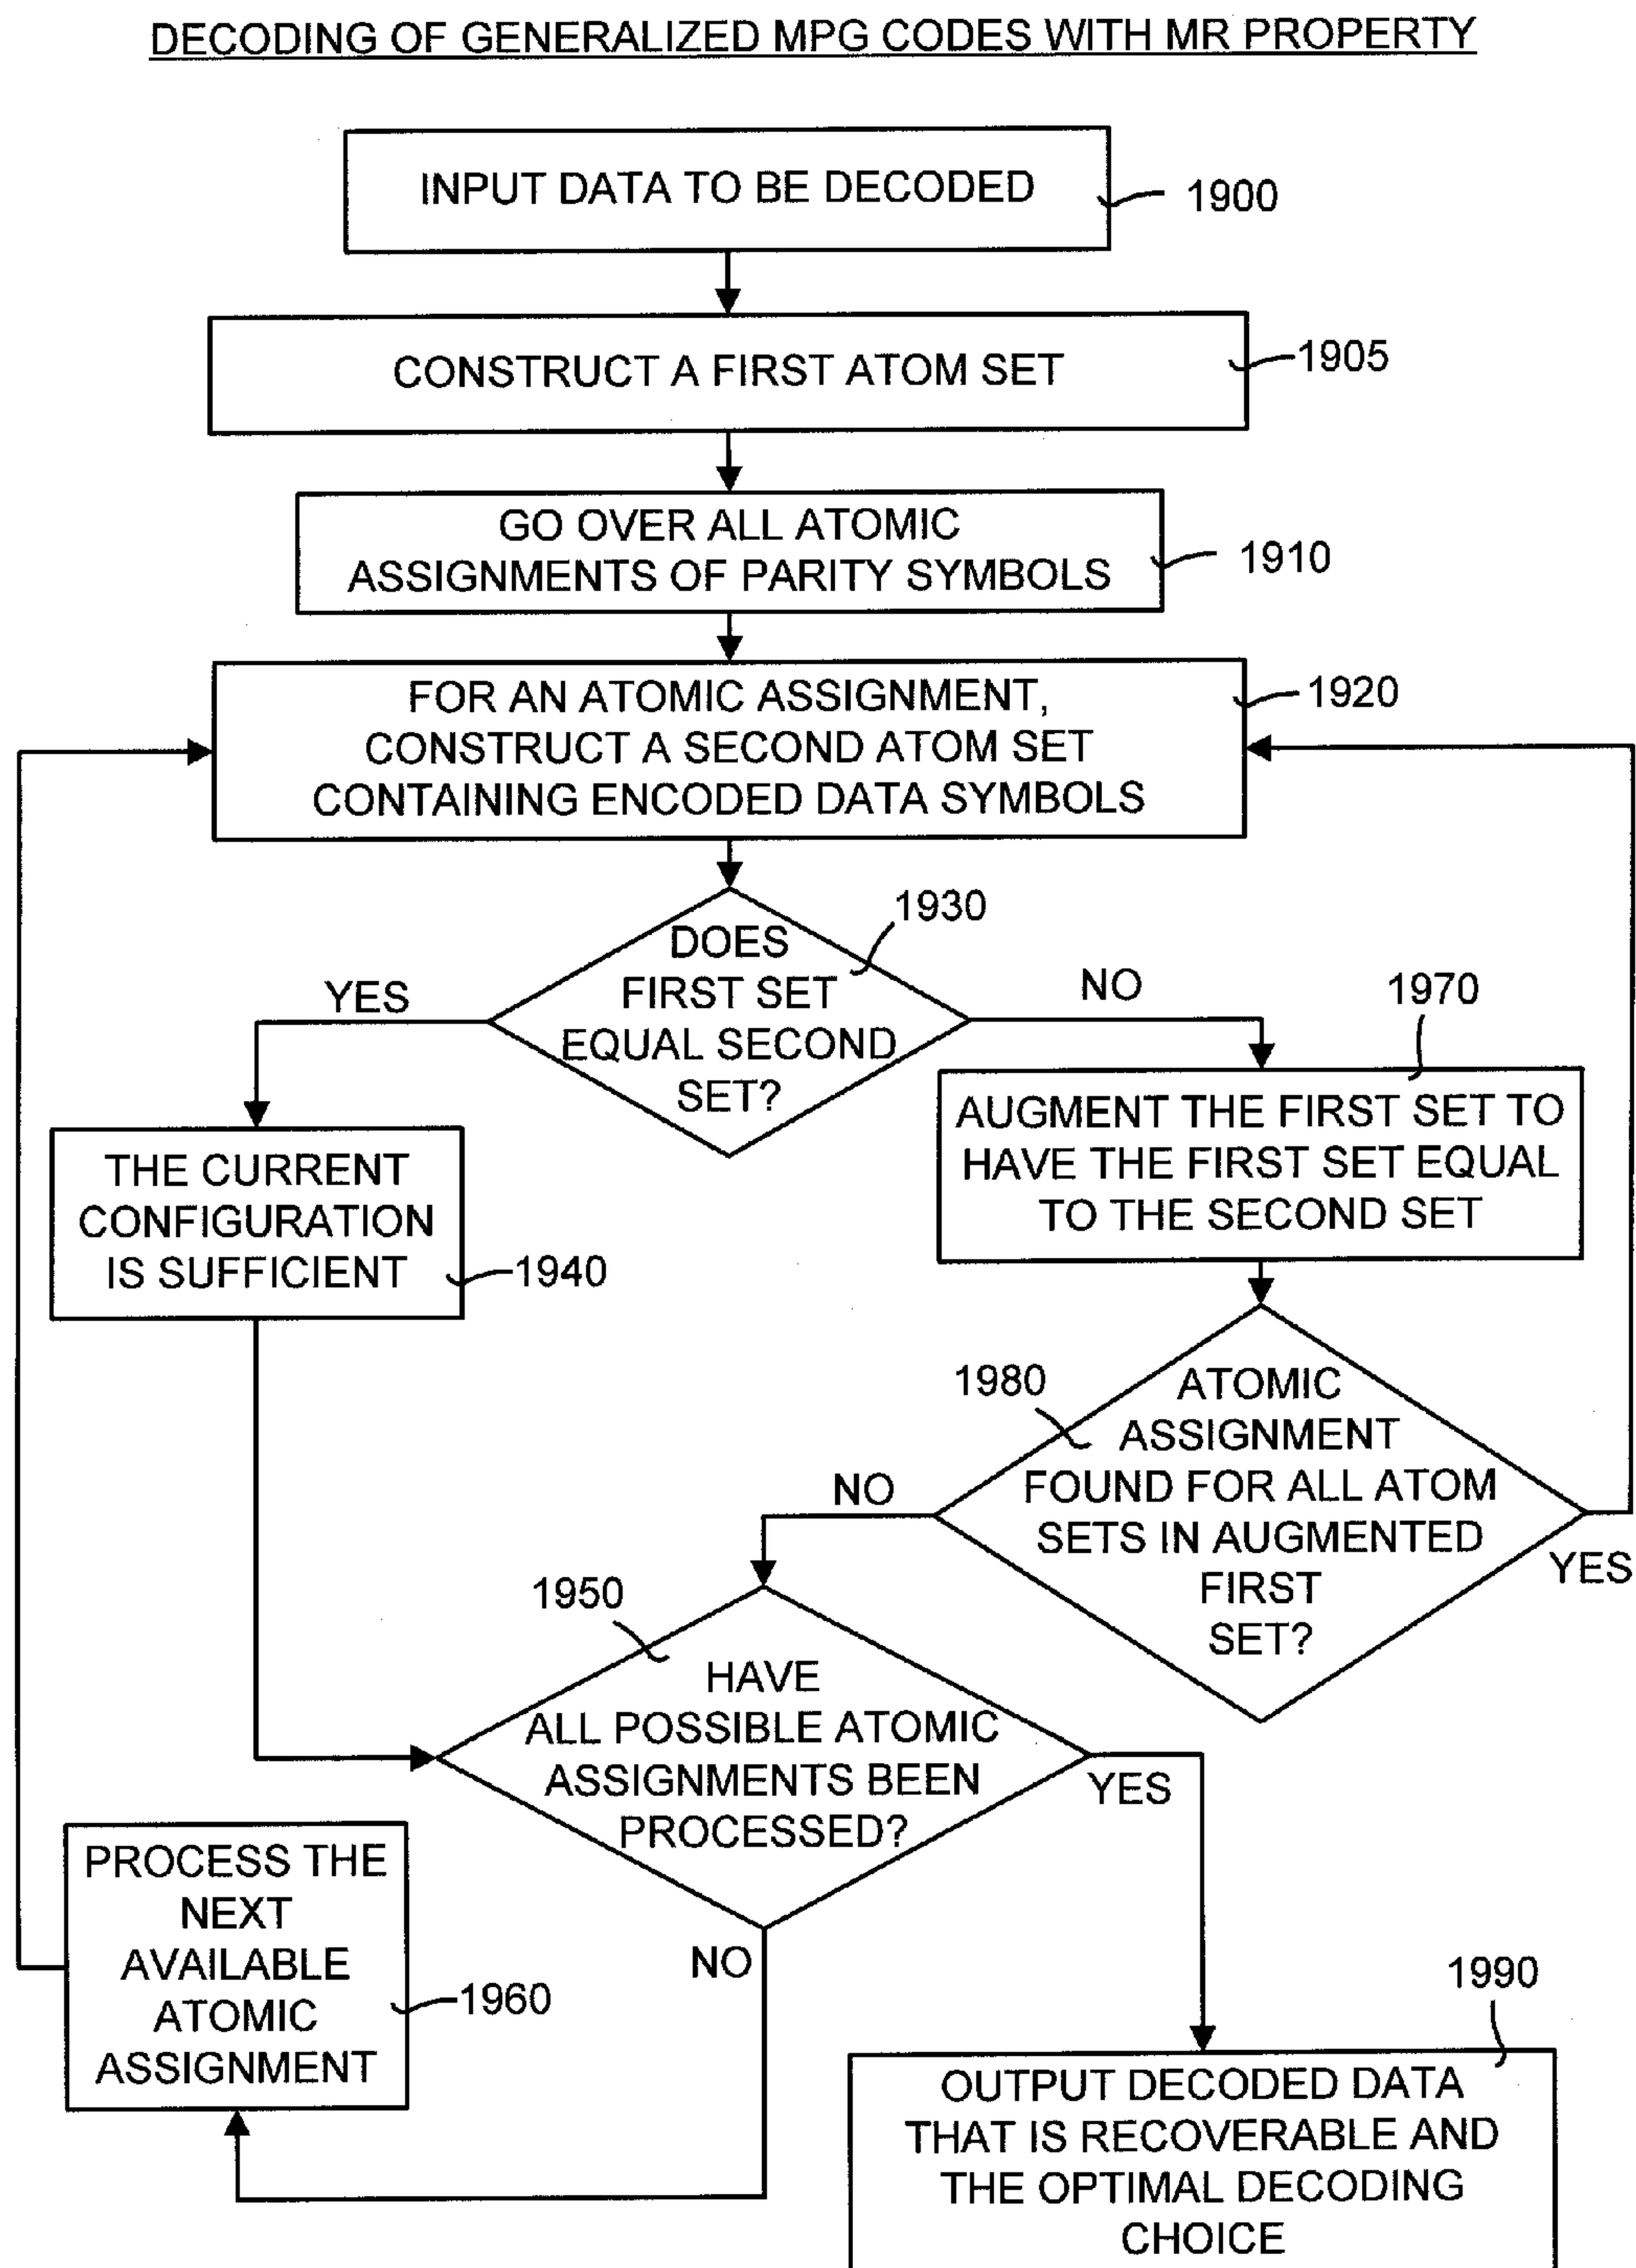 DECODING OF GENERALIZED MPG CODES WITH MR PROPERTY
INPUT DATA TO BE DECODED
1900
CONSTRUCT A FIRST ATOM SET
1905
GO OVER ALL ATOMIC
ASSIGNMENTS OF PARITY SYMBOLS
1910
FOR AN ATOMIC ASSIGNMENT,
CONSTRUCT A SECOND ATOM SET
CONTAINING ENCODED DATA SYMBOLS
1920
1930
DOES
FIRST SET
EQUAL SECOND
SET?
YES
NO
1970
THE CURRENT
CONFIGURATION
IS SUFFICIENT
1940
AUGMENT THE FIRST SET TO
HAVE THE FIRST SET EQUAL
TO THE SECOND SET
1980
ATOMIC
ASSIGNMENT
FOUND FOR ALL ATOM
SETS IN AUGMENTED
FIRST
SET?
NO
YES
1950
HAVE
ALL POSSIBLE ATOMIC
ASSIGNMENTS BEEN
PROCESSED?
YES
NO
PROCESS THE
NEXT
AVAILABLE
ATOMIC
ASSIGNMENT
1960
1990
OUTPUT DECODED DATA
THAT IS RECOVERABLE AND
THE OPTIMAL DECODING
CHOICE